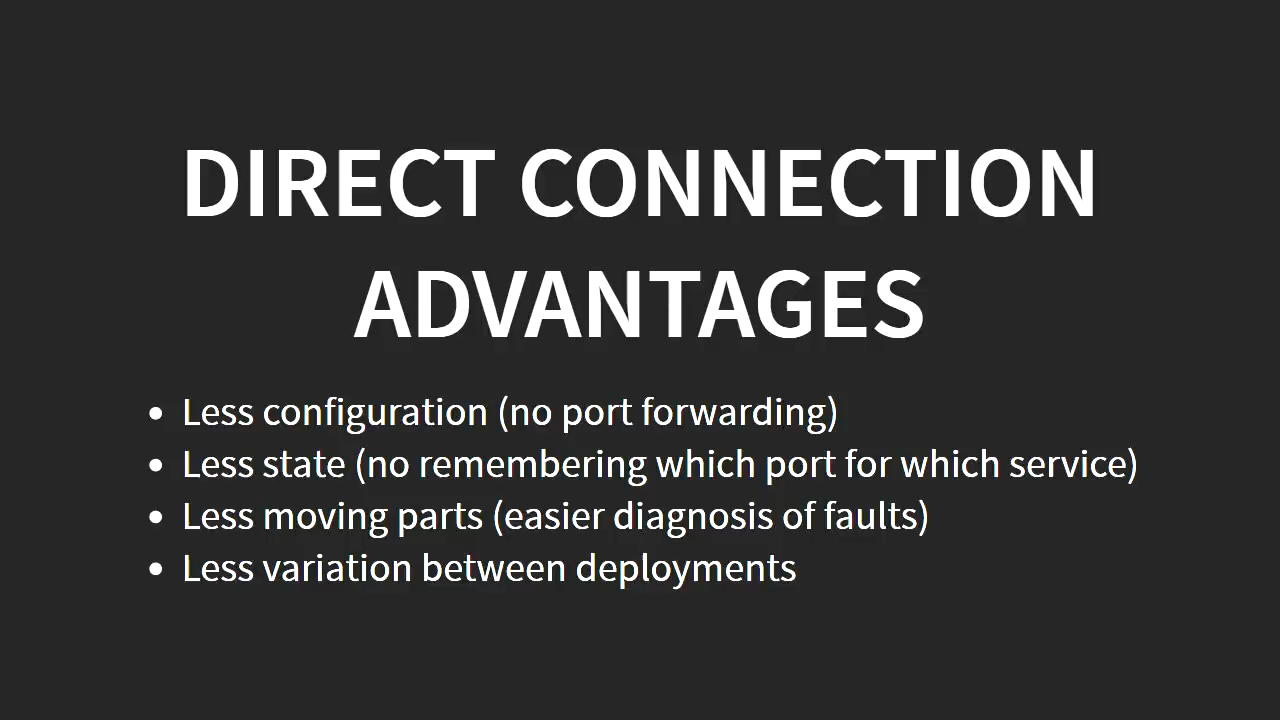 DIRECT CONNECTION
ADVANTAGES
• Less configuration (no port forwarding)
• Less state (no remembering which port for which service)
• Less moving parts (easier diagnosis of faults)
• Less variation between deployments